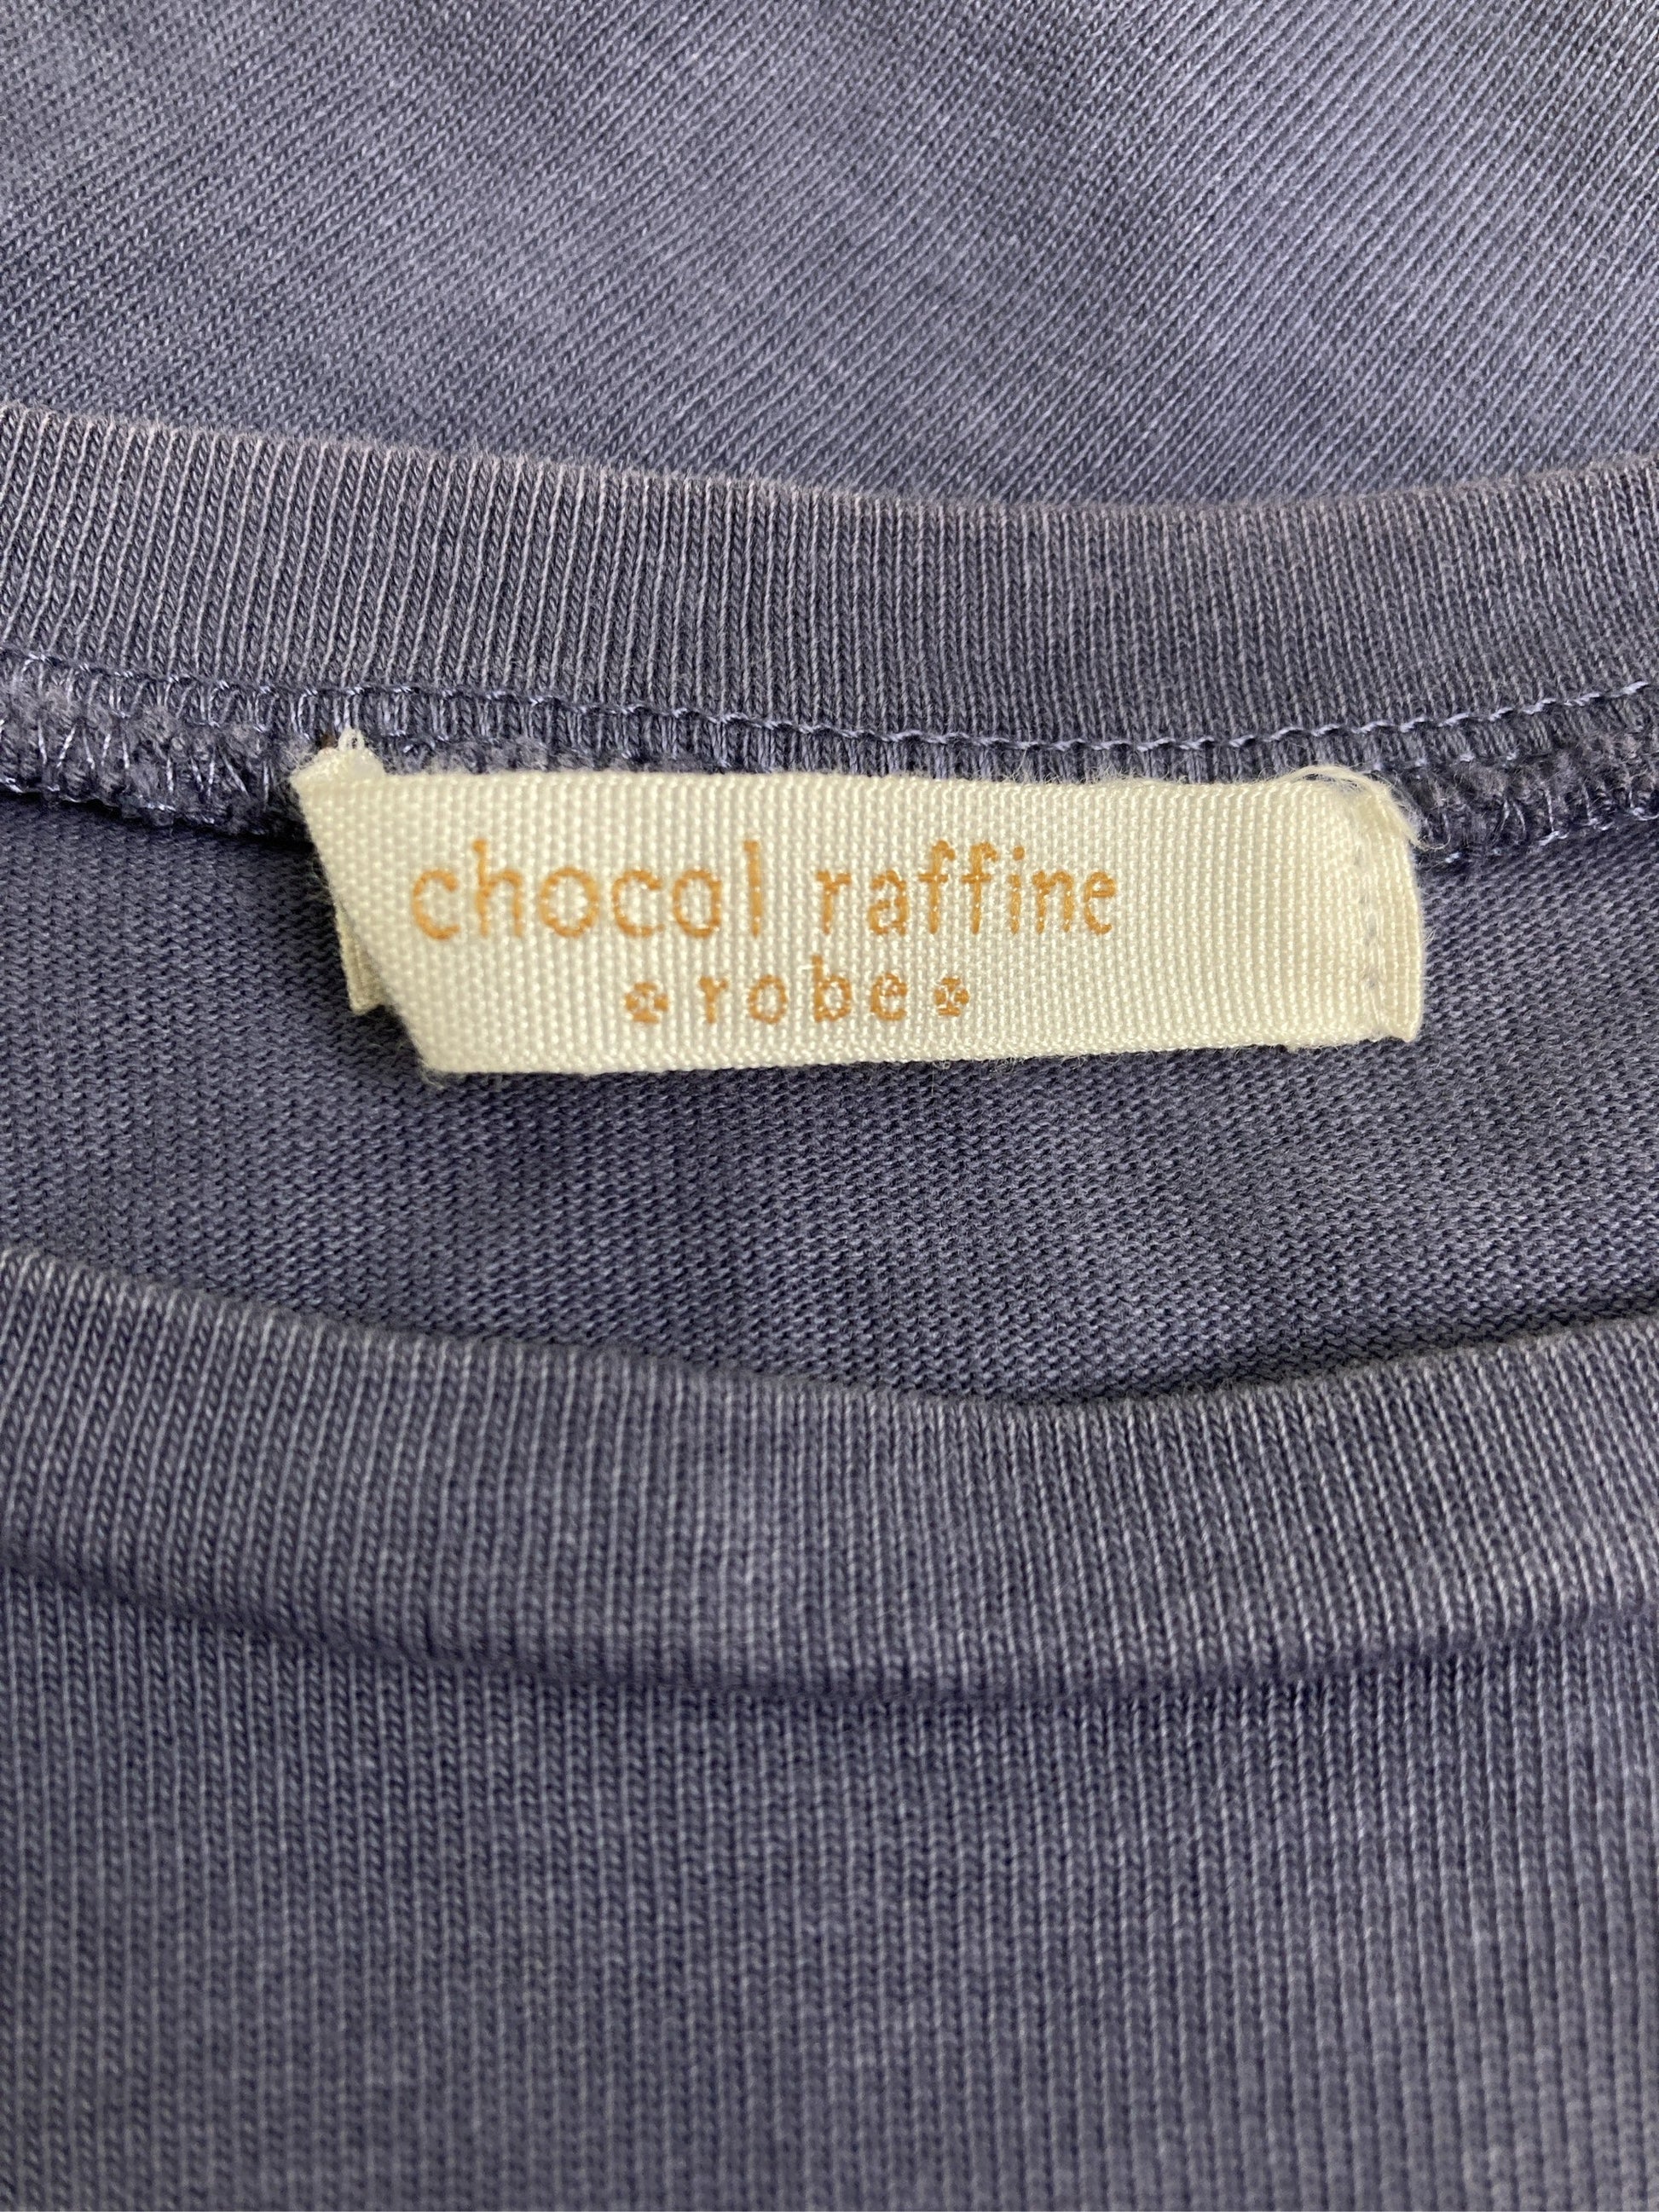 chocol raffine
robe